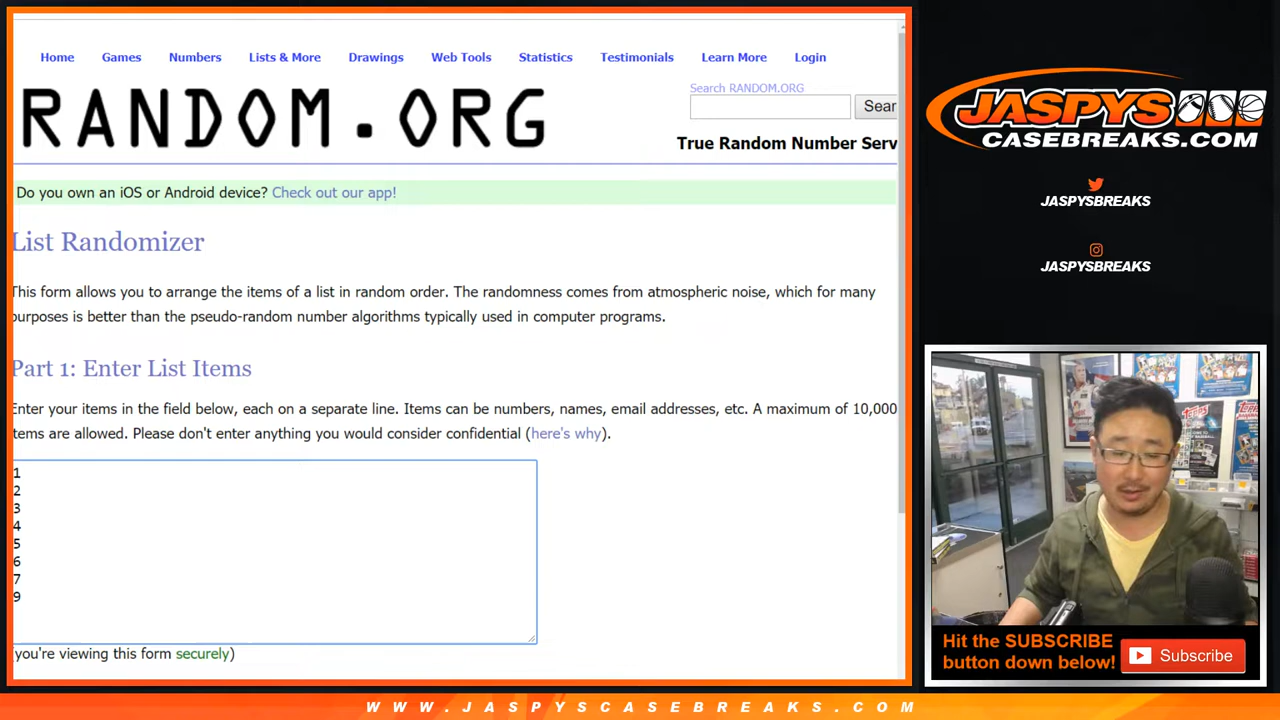 Home Games Numbers Lists & More Drawings Web Tools Statistics Testimonials Learn More Login
RANDOM.ORG
Search RANDOM.ORG
Sear
True Random Number Serv
Do you own an iOS or Android device? Check out our app!
List Randomizer
This form allows you to arrange the items of a list in random order. The randomness comes from atmospheric noise, which for many
purposes is better than the pseudo-random number algorithms typically used in computer programs.
Part 1: Enter List Items
Enter your items in the field below, each on a separate line. Items can be numbers, names, email addresses, etc. A maximum of 10,000
items are allowed. Please don't enter anything you would consider confidential (here's why).
1
2
3
4
5
6
7
9
you're viewing this form securely)
JASPYS
CASEBREAKS.COM
JASPYSBREAKS
JASPYSBREAKS
topps
Hit the SUBSCRIBE
button down below!
Subscribe
WWW.JASPYSCASEBREAKS.COM